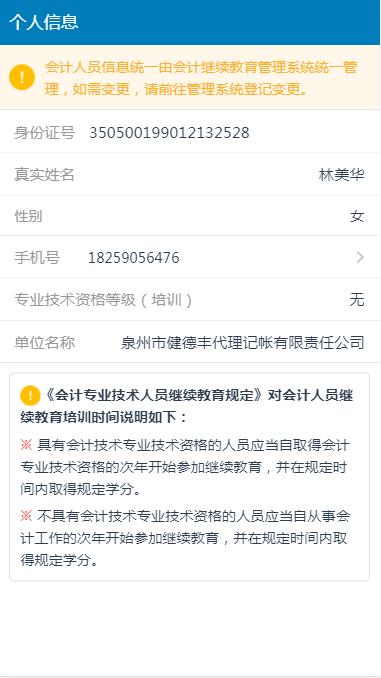 个人信息
会计人员信息统一由会计继续教育管理系统统一管
理，如需变更，请前往管理系统登记变更。
身份证号 350500199012132528
真实姓名 林美华
性别 女
手机号 18259056476
专业技术资格等级（培训） 无
单位名称 泉州市健德丰代理记帐有限责任公司
《会计专业技术人员继续教育规定》对会计人员继
续教育培训时间说明如下：
※ 具有会计技术专业技术资格的人员应当自取得会计
专业技术资格的次年开始参加继续教育，并在规定时
间内取得规定学分。
※ 不具有会计技术专业技术资格的人员应当自从事会
计工作的次年开始参加继续教育，并在规定时间内取
得规定学分。